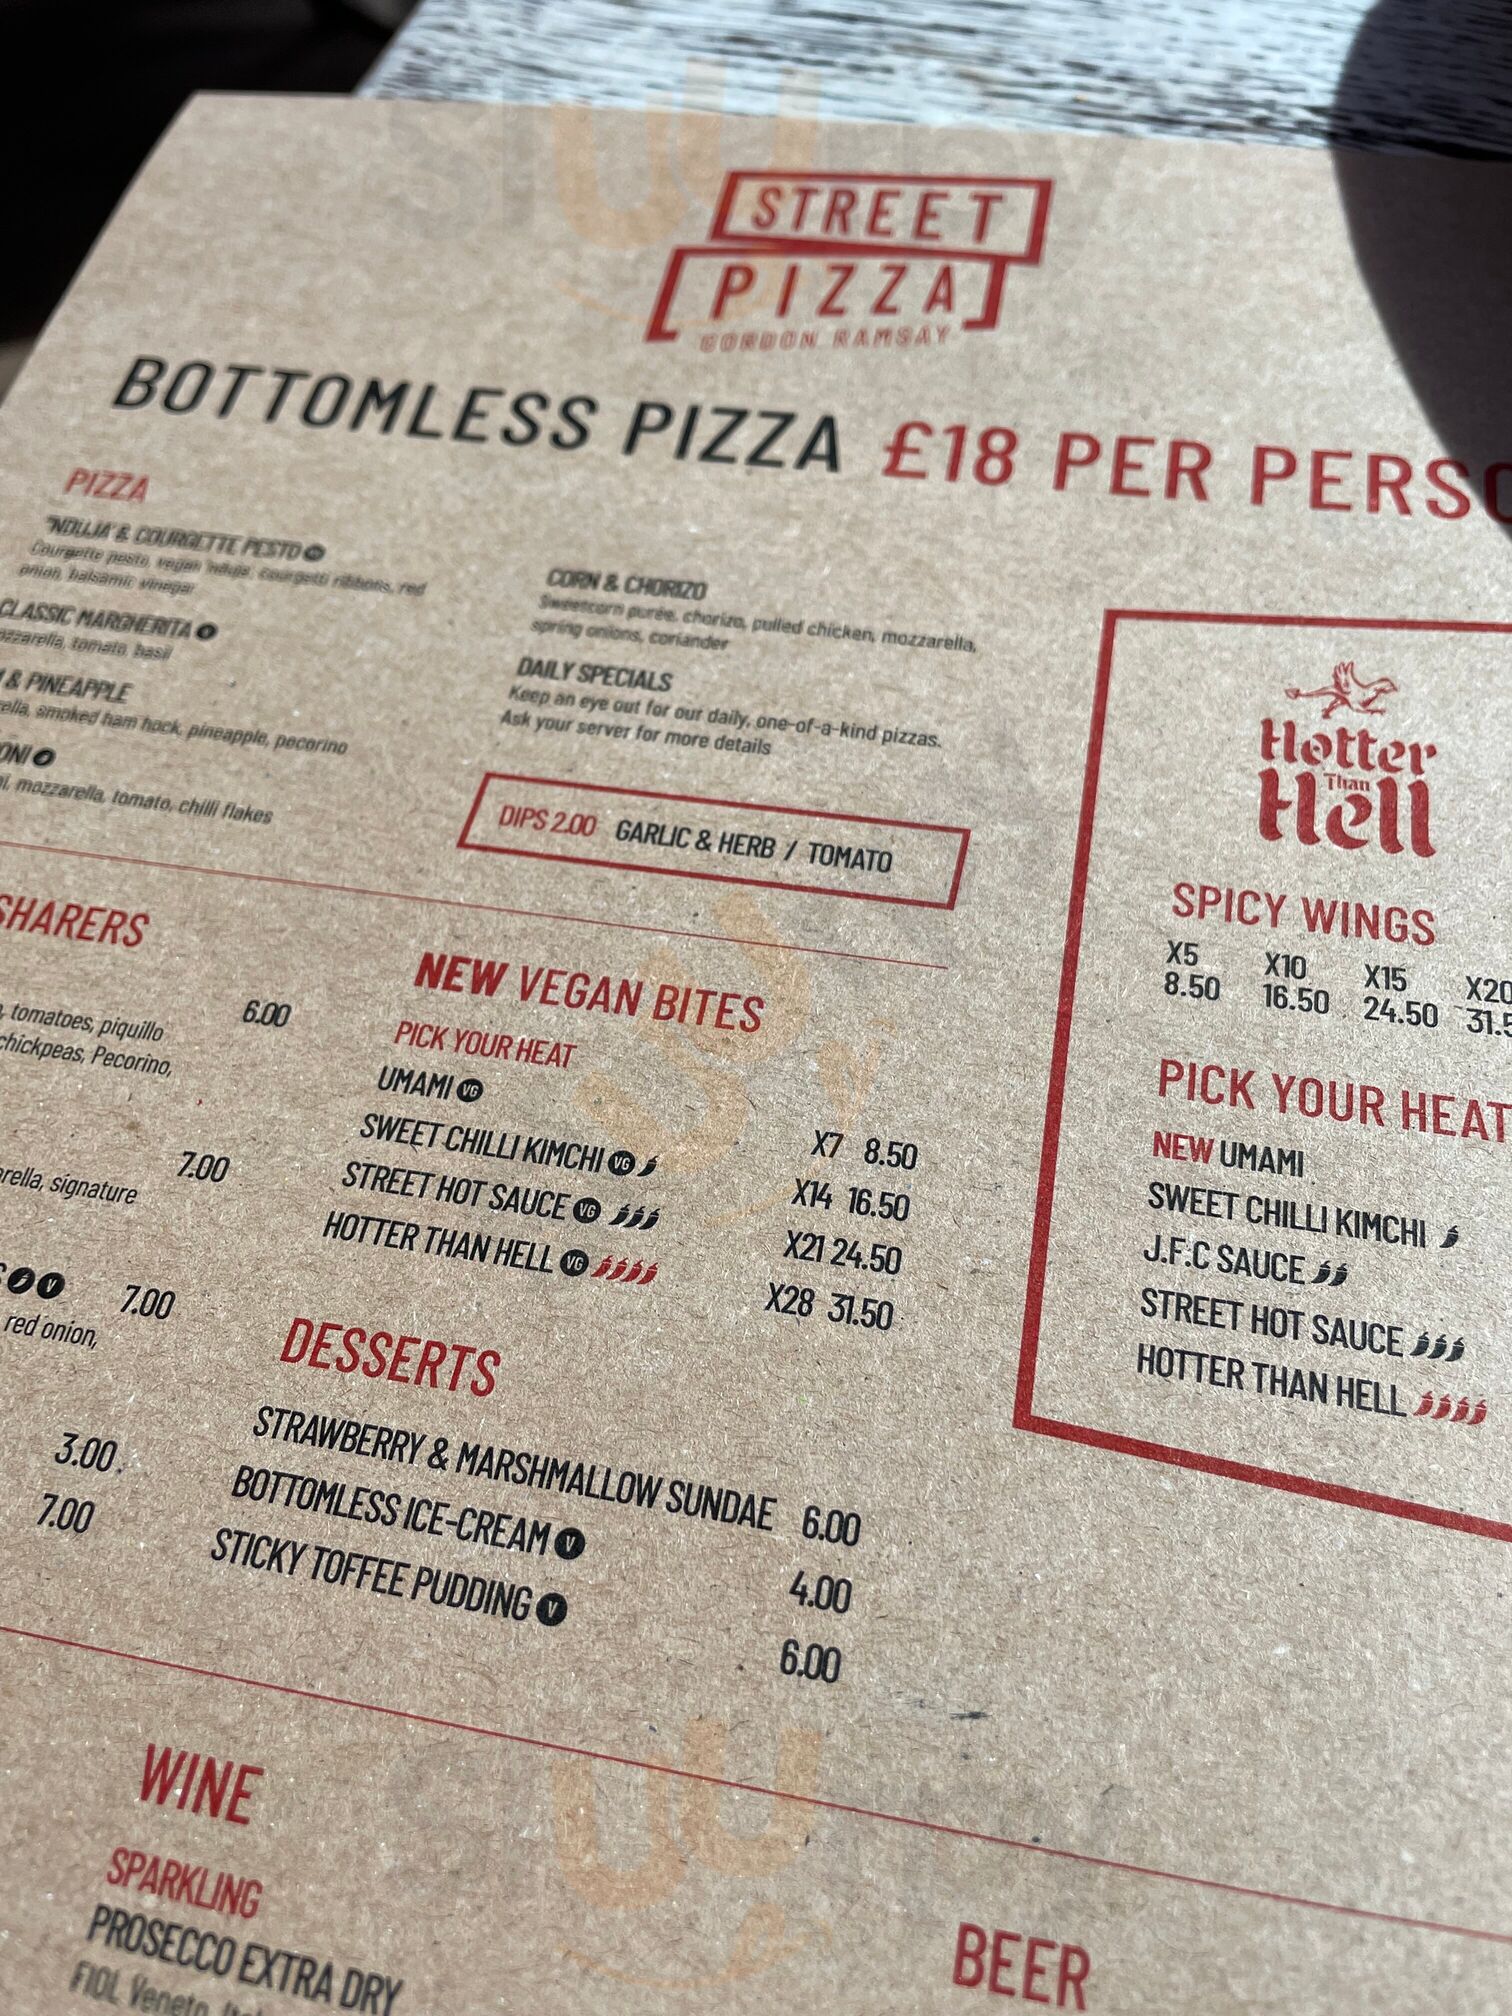 STREET
PIZZA
GORDON RAMSAY
BOTTOMLESS PIZZA £18 PER PERSO
PIZZA
'NDUJA' & COURGETTE PESTO VG
Courgette pesto, vegan 'nduja, courgetti ribbons, red
onion, balsamic vinegar
CLASSIC MARGHERITA V
mozzarella, tomato, basil
& PINEAPPLE
smoked ham hock, pineapple, pecorino
mozzarella, tomato, chilli flakes
CORN & CHORIZO
Sweetcorn purée, chorizo, pulled chicken, mozzarella,
spring onions, coriander
DAILY SPECIALS
Keep an eye out for our daily, one-of-a-kind pizzas.
Ask your server for more details
DIPS 2.00 GARLIC & HERB / TOMATO
SHARERS
6.00
tomatoes, piquillo
chickpeas, Pecorino,
7.00
signature
V 7.00
red onion,
3.00
7.00
NEW VEGAN BITES
PICK YOUR HEAT
UMAMI VG
SWEET CHILLI KIMCHI VG X7 8.50
STREET HOT SAUCE VG X14 16.50
HOTTER THAN HELL VG X21 24.50
X28 31.50
DESSERTS
STRAWBERRY & MARSHMALLOW SUNDAE 6.00
BOTTOMLESS ICE-CREAM V 4.00
STICKY TOFFEE PUDDING V 6.00
Hotter
Than
Hell
SPICY WINGS
X5 X10 X15 X20
8.50 16.50 24.50 31.5
PICK YOUR HEAT
NEW UMAMI
SWEET CHILLI KIMCHI
J.F.C SAUCE
STREET HOT SAUCE
HOTTER THAN HELL
WINE
SPARKLING
PROSECCO EXTRA DRY
FIOL Veneto,
BEER